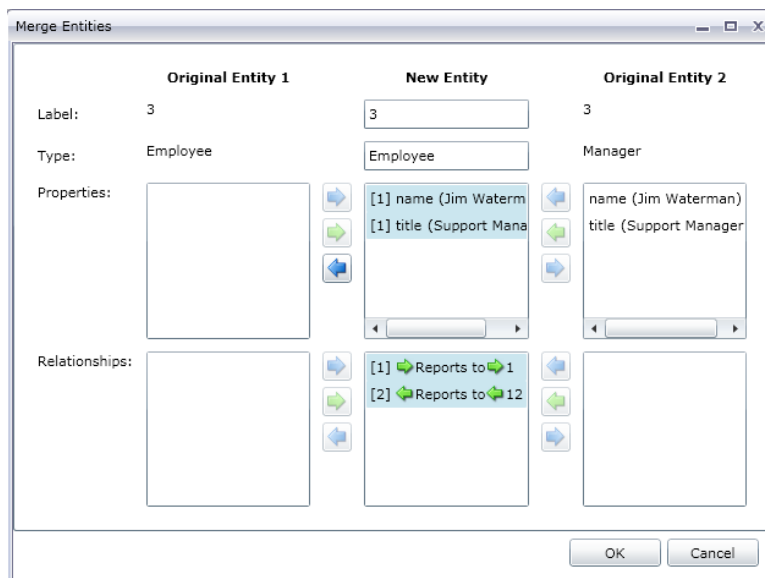 Merge Entities
Original Entity 1 New Entity Original Entity 2
Label: 3 3 3
Type: Employee Employee Manager
Properties: [1] name (Jim Waterm name (Jim Waterman)
[1] title (Support Mana title (Support Manager
Relationships: [1] Reports to 1
[2] Reports to 12
OK Cancel